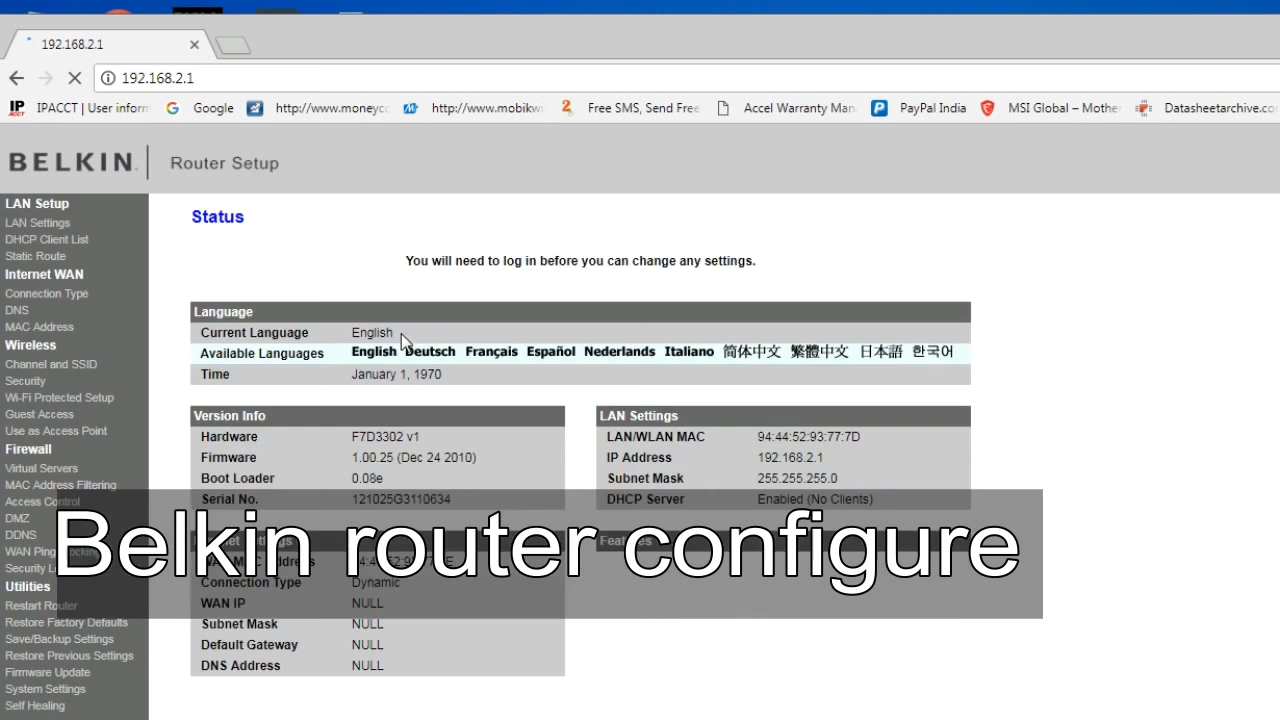 192.168.2.1
192.168.2.1
IP ACCT IPACCT | User inform Google http://www.moneyco http://www.mobikwi Free SMS, Send Free Accel Warranty Man PayPal India MSI Global – Mothe Datasheetarchive.co
BELKIN. Router Setup
LAN Setup
LAN Settings
DHCP Client List
Static Route
Internet WAN
Connection Type
DNS
MAC Address
Wireless
Channel and SSID
Security
Wi-Fi Protected Setup
Guest Access
Use as Access Point
Firewall
Virtual Servers
MAC Address Filtering
Access Control
DMZ
DDNS
WAN Ping
Security
Utilities
Restart Router
Restore Factory Defaults
Save/Backup Settings
Restore Previous Settings
Firmware Update
System Settings
Self Healing
Status
You will need to log in before you can change any settings.
Language
Current Language English
Available Languages English Deutsch Français Español Nederlands Italiano 简体中文 繁體中文 日本語 한국어
Time January 1, 1970
Version Info
Hardware F7D3302 v1
Firmware 1.00.25 (Dec 24 2010)
Boot Loader 0.08e
Serial No. 121025G3110634
LAN Settings
LAN/WLAN MAC 94:44:52:93:77:7D
IP Address 192.168.2.1
Subnet Mask 255.255.255.0
DHCP Server Enabled (No Clients)
Features
Belkin router configure
Connection Type Dynamic
WAN IP NULL
Subnet Mask NULL
Default Gateway NULL
DNS Address NULL